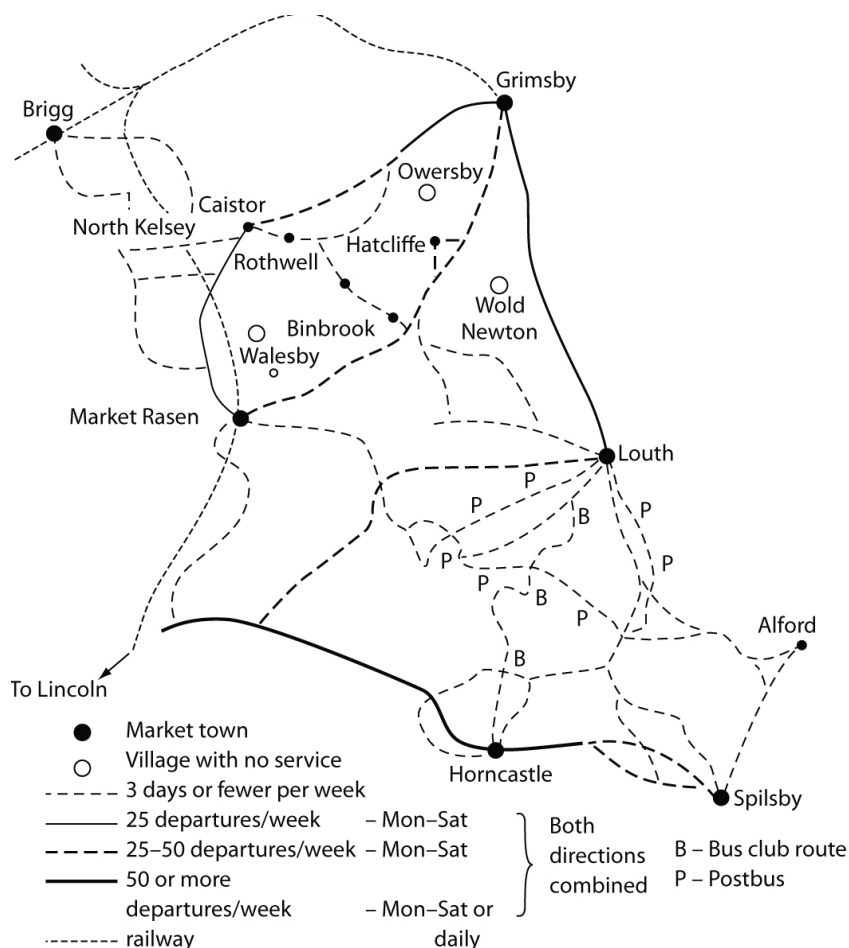 Grimsby
Brigg
Owersby
Caistor
North Kelsey
Hatcliffe
Rothwell
Wold
Newton
Binbrook
Walesby
Market Rasen
Louth
P
P
B
P
P
P
P
B
P
Alford
B
To Lincoln
Horncastle
Spilsby
Market town
Village with no service
3 days or fewer per week
25 departures/week – Mon–Sat
25–50 departures/week – Mon–Sat
50 or more
departures/week – Mon–Sat or
railway daily
Both
directions
combined
B – Bus club route
P – Postbus